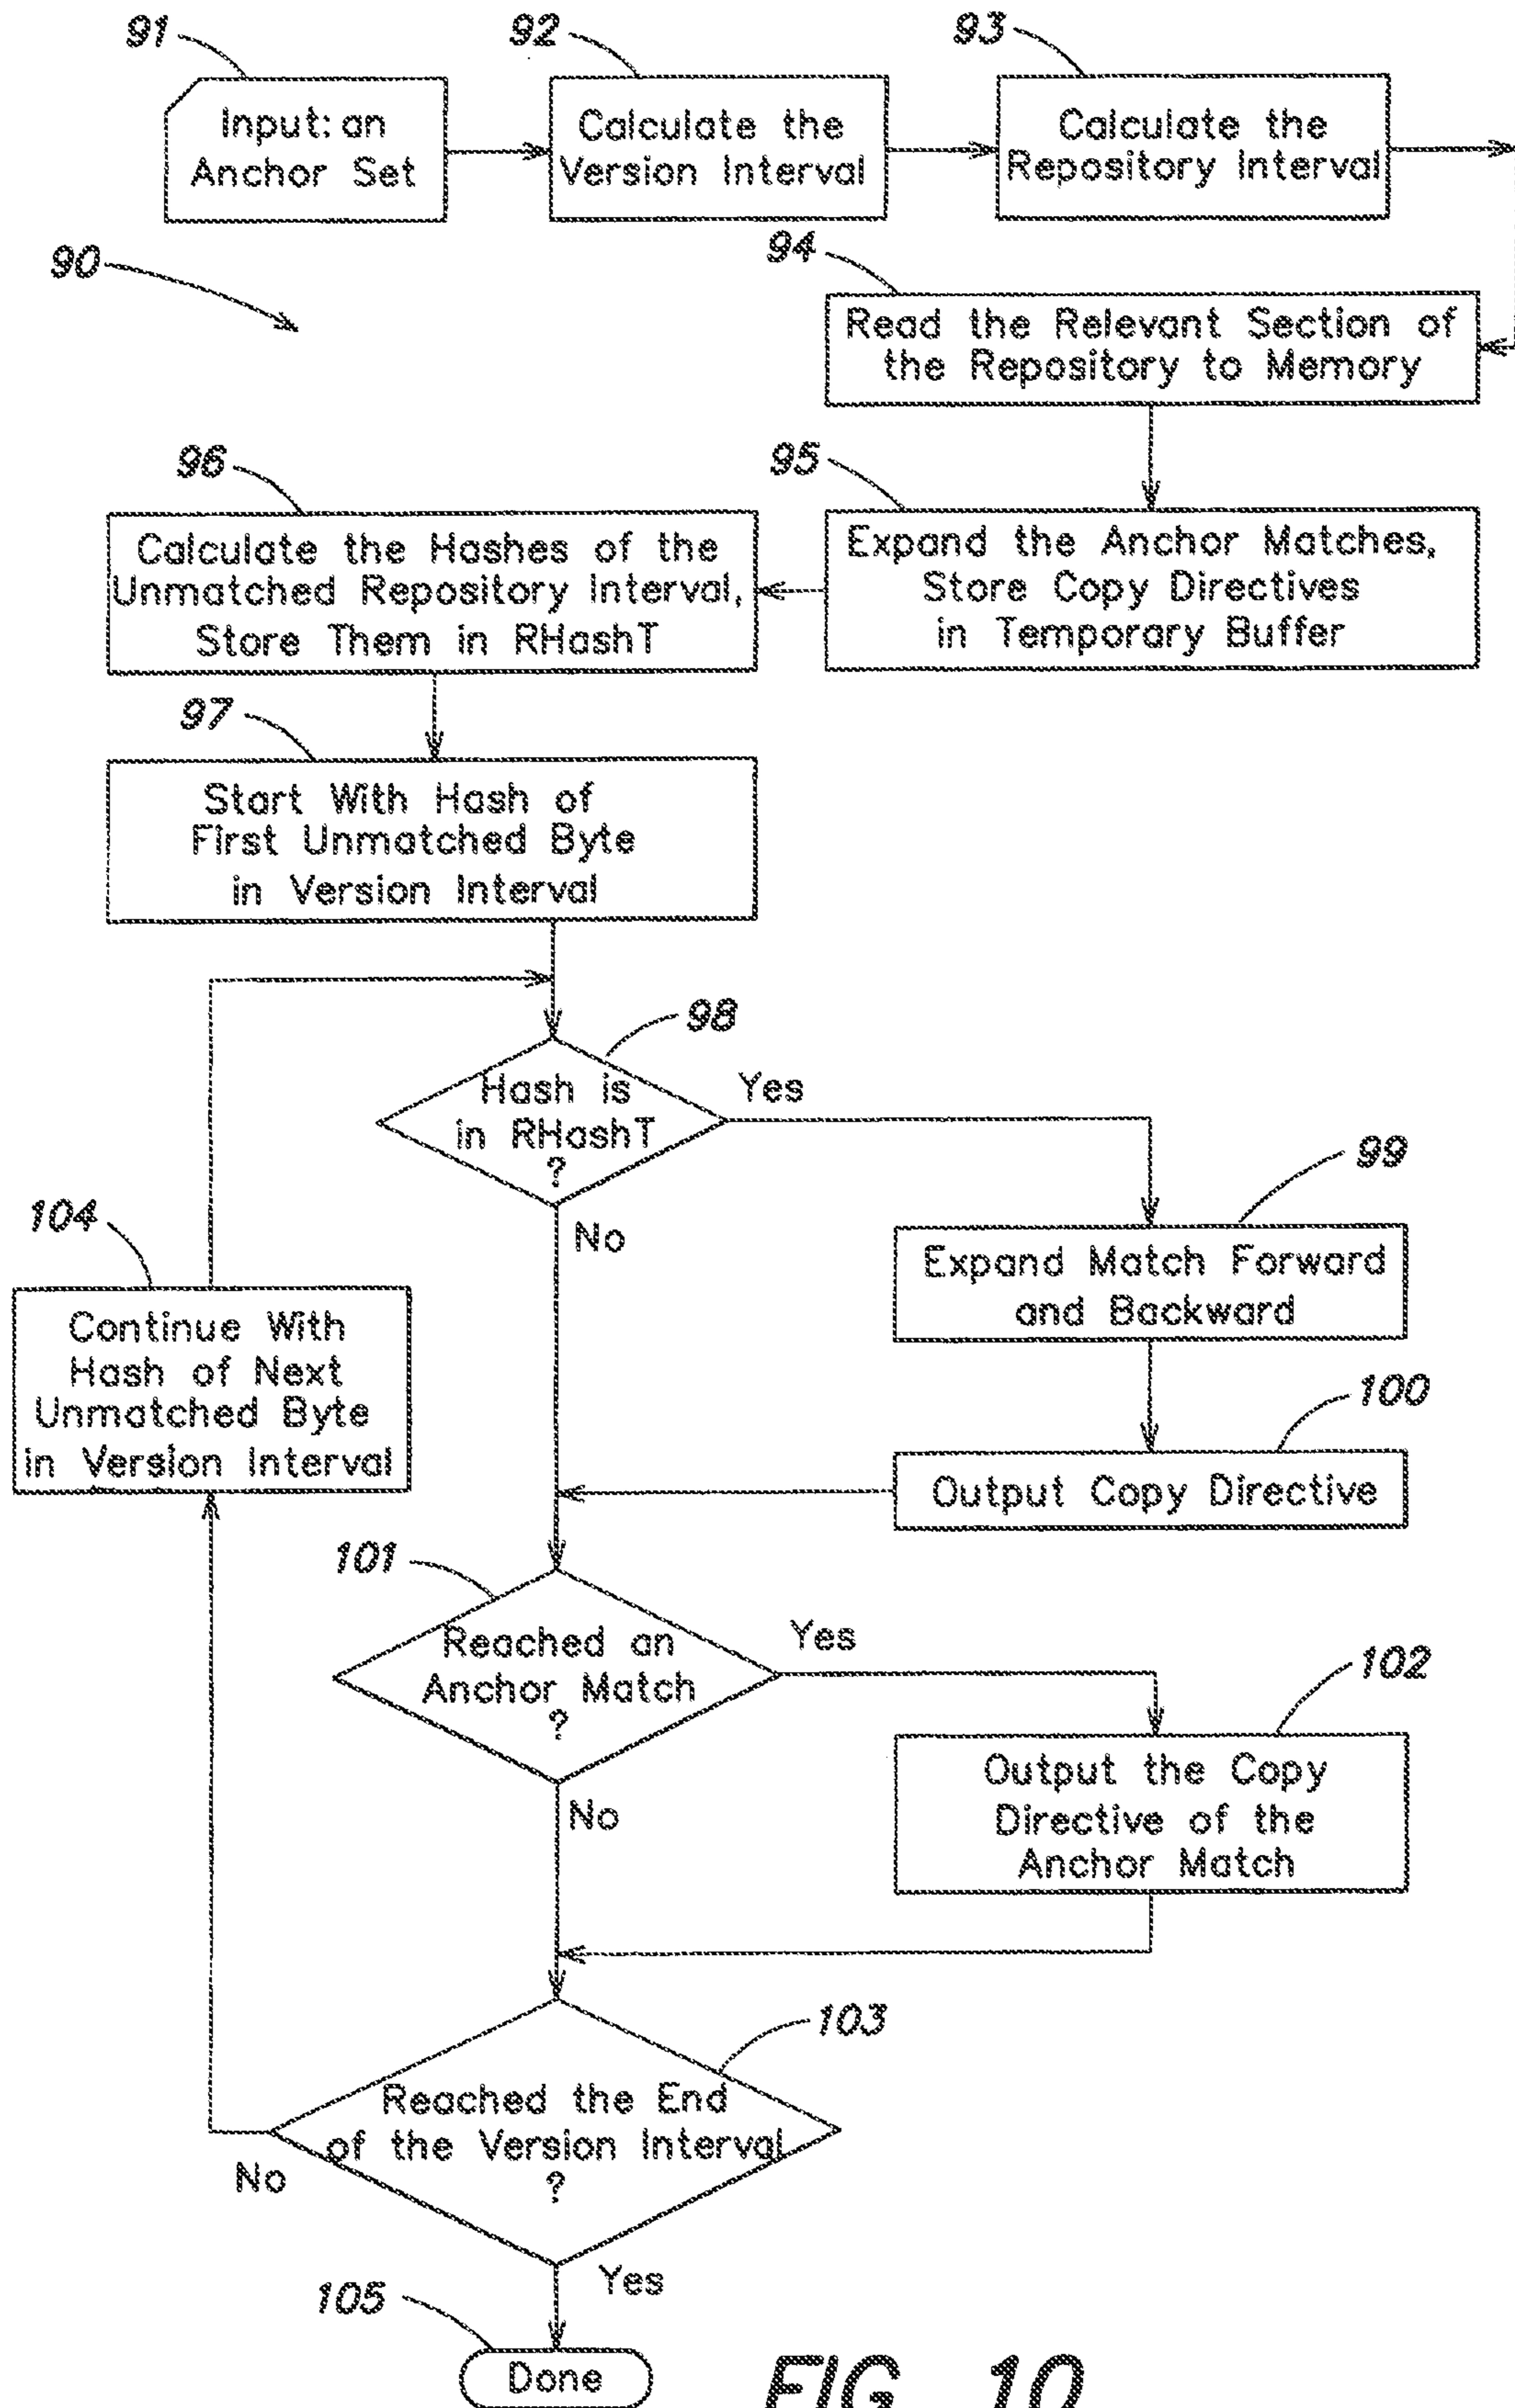 91
Input: an
Anchor Set
92
Calculate the
Version Interval
93
Calculate the
Repository Interval
90
94
Read the Relevant Section of
the Repository to Memory
95
Expand the Anchor Matches,
Store Copy Directives
in Temporary Buffer
96
Calculate the Hashes of the
Unmatched Repository Interval,
Store Them in RHashT
97
Start With Hash of
First Unmatched Byte
in Version Interval
98
Hash is
in RHashT
?
Yes
No
99
Expand Match Forward
and Backward
100
Output Copy Directive
104
Continue With
Hash of Next
Unmatched Byte
in Version Interval
101
Reached an
Anchor Match
?
Yes
No
102
Output the Copy
Directive of the
Anchor Match
103
Reached the End
of the Version Interval
?
No
Yes
105
Done
FIG. 10